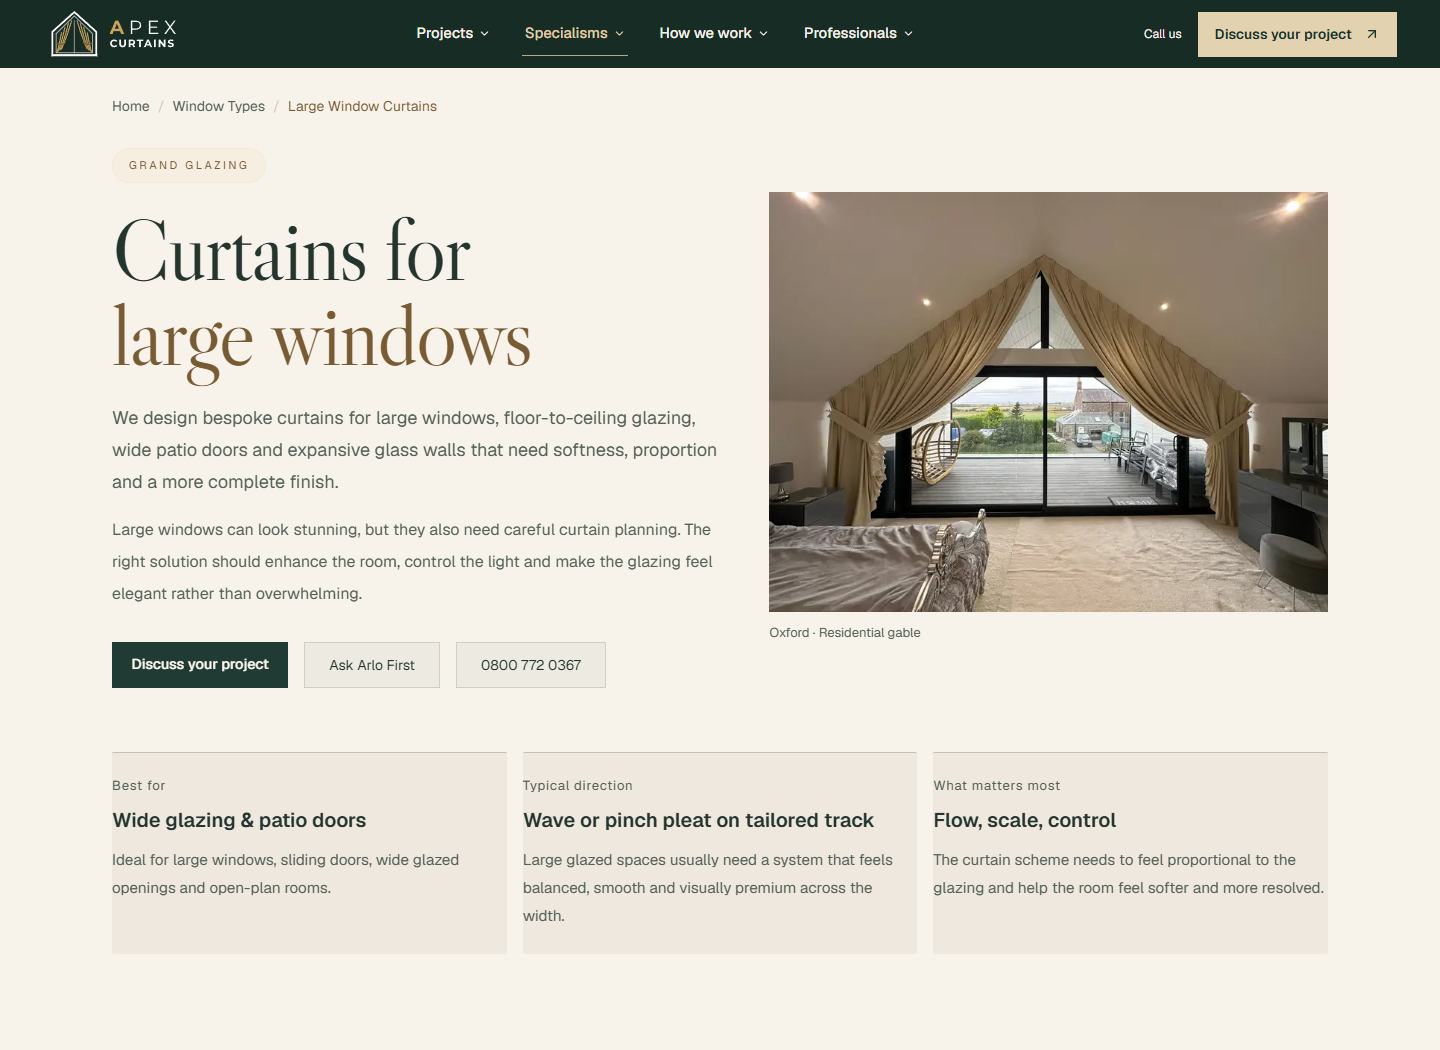 APEX
CURTAINS
Projects
Specialisms
How we work
Professionals
Call us
Discuss your project
Home / Window Types / Large Window Curtains
GRAND GLAZING
Curtains for
large windows
We design bespoke curtains for large windows, floor-to-ceiling glazing,
wide patio doors and expansive glass walls that need softness, proportion
and a more complete finish.
Large windows can look stunning, but they also need careful curtain planning. The
right solution should enhance the room, control the light and make the glazing feel
elegant rather than overwhelming.
Discuss your project
Ask Arlo First
0800 772 0367
Oxford · Residential gable
Best for
Wide glazing & patio doors
Ideal for large windows, sliding doors, wide glazed
openings and open-plan rooms.
Typical direction
Wave or pinch pleat on tailored track
Large glazed spaces usually need a system that feels
balanced, smooth and visually premium across the
width.
What matters most
Flow, scale, control
The curtain scheme needs to feel proportional to the
glazing and help the room feel softer and more resolved.